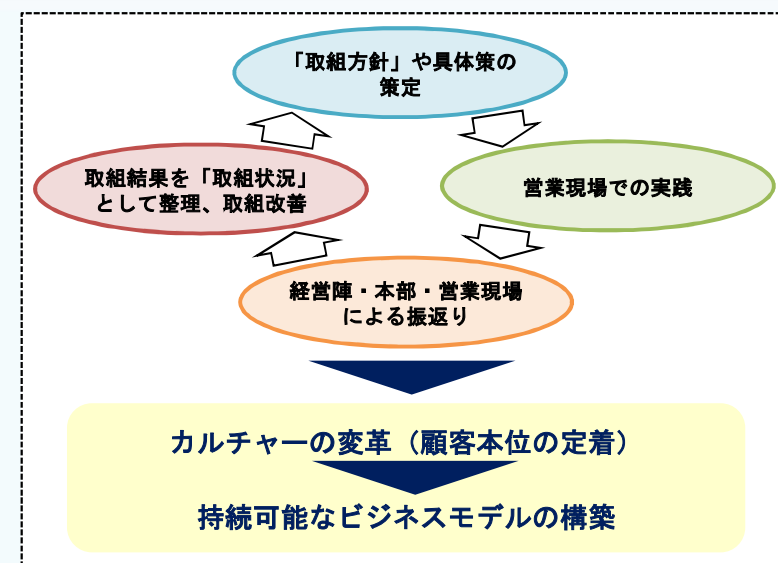 「取組方針」や具体策の
策定
取組結果を「取組状況」
として整理、取組改善
営業現場での実践
経営陣・本部・営業現場
による振返り
カルチャーの変革（顧客本位の定着）
持続可能なビジネスモデルの構築